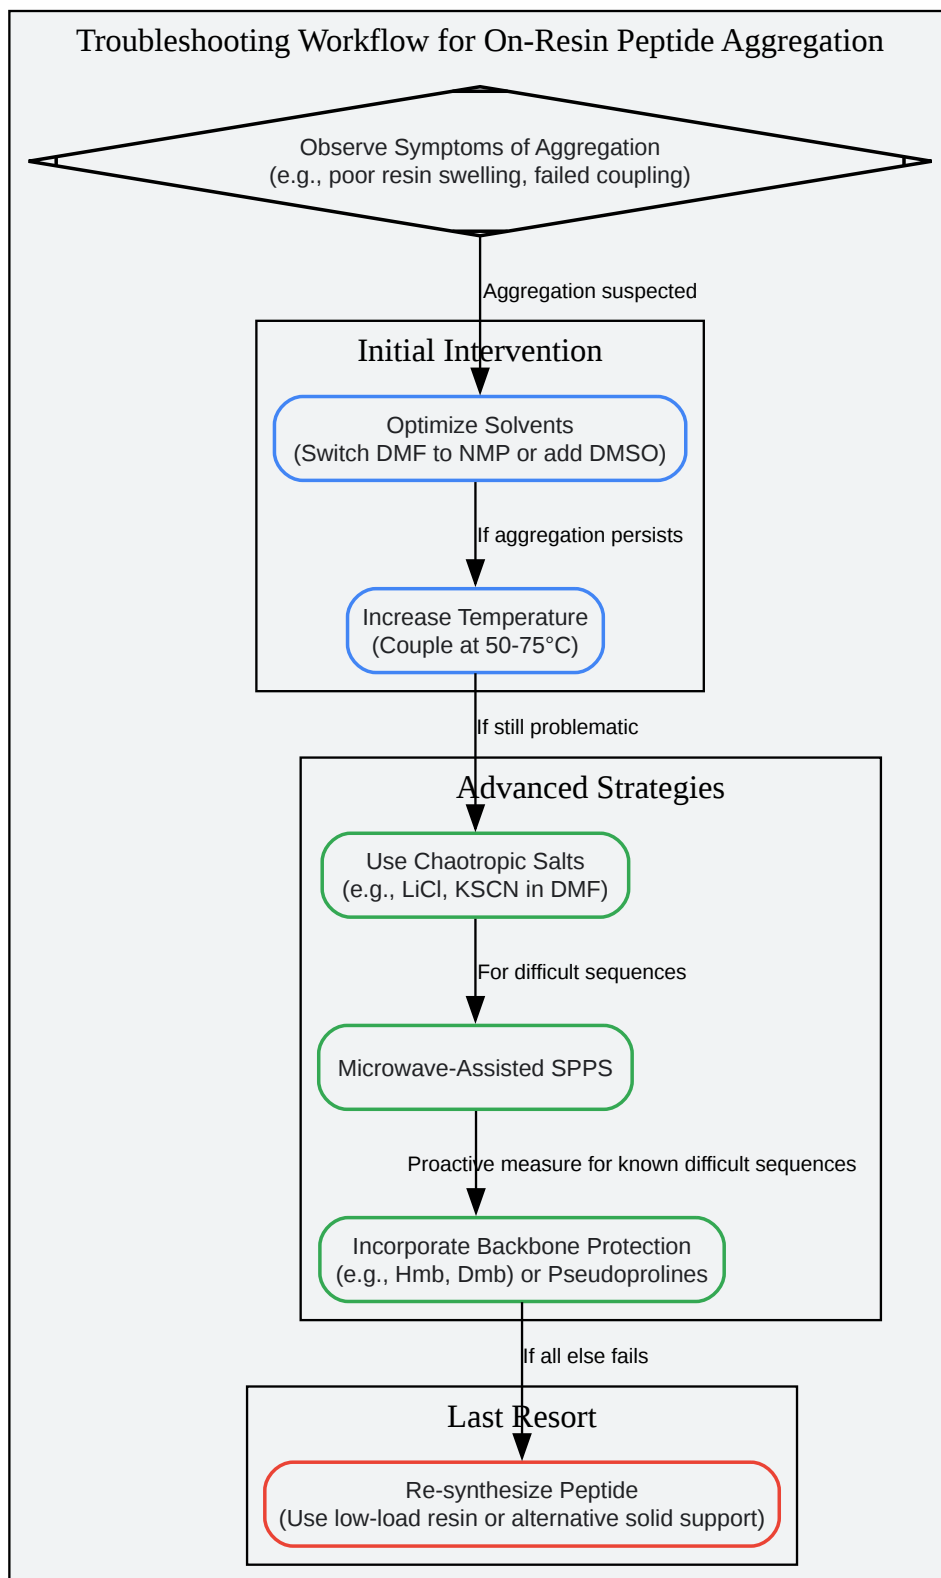 Troubleshooting Workflow for On-Resin Peptide Aggregation
Observe Symptoms of Aggregation
(e.g., poor resin swelling, failed coupling)
Aggregation suspected
Initial Intervention
Optimize Solvents
(Switch DMF to NMP or add DMSO)
If aggregation persists
Increase Temperature
(Couple at 50-75°C)
If still problematic
Advanced Strategies
Use Chaotropic Salts
(e.g., LiCl, KSCN in DMF)
For difficult sequences
Microwave-Assisted SPPS
Proactive measure for known difficult sequences
Incorporate Backbone Protection
(e.g., Hmb, Dmb) or Pseudoprolines
If all else fails
Last Resort
Re-synthesize Peptide
(Use low-load resin or alternative solid support)